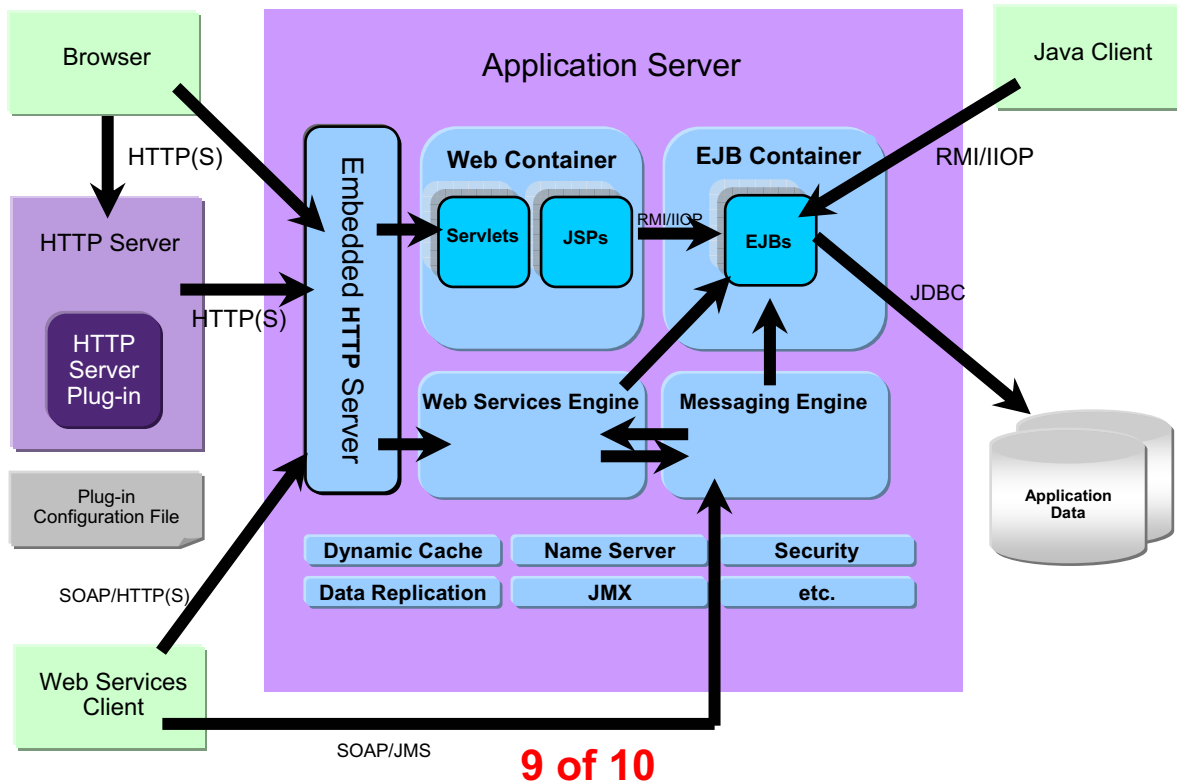 Browser
Application Server
Java Client
HTTP(S)
RMI/IIOP
Web Container
EJB Container
Embedded HTTP Server
Servlets
JSPs
RMI/IIOP
EJBs
HTTP Server
HTTP(S)
JDBC
HTTP
Server
Plug-in
Web Services Engine
Messaging Engine
Plug-in
Configuration File
Application
Data
Dynamic Cache
Name Server
Security
Data Replication
JMX
etc.
SOAP/HTTP(S)
Web Services
Client
SOAP/JMS
9 of 10